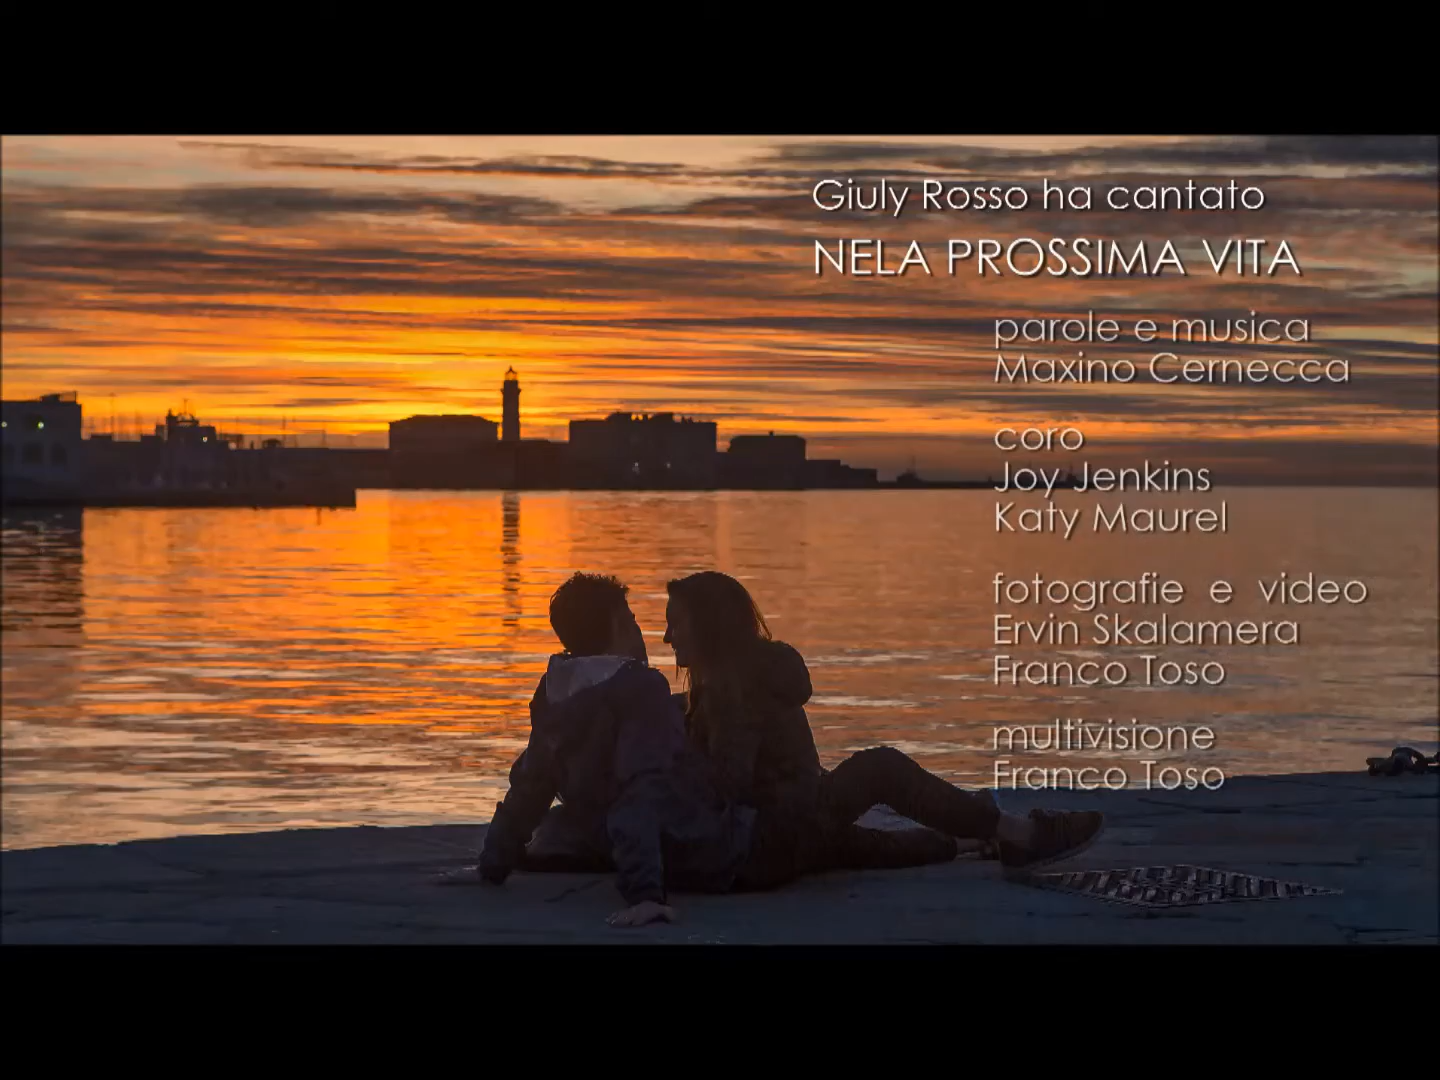 Giuly Rosso ha cantato
NELA PROSSIMA VITA
parole e musica
Maxino Cernecca
coro
Joy Jenkins
Katy Maurel
fotografie e video
Ervin Skalamera
Franco Toso
multivisione
Franco Toso